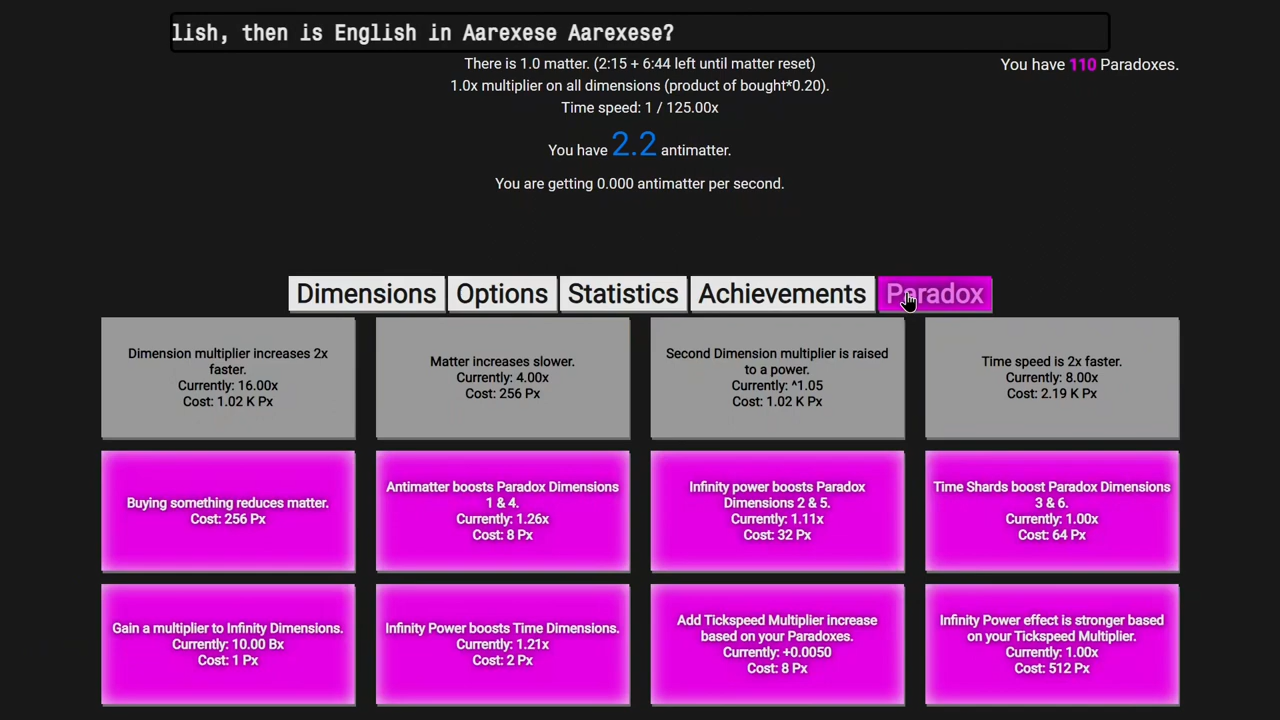 lish, then is English in Aarexese Aarexese?
There is 1.0 matter. (2:15 + 6:44 left until matter reset)
You have 110 Paradoxes.
1.0x multiplier on all dimensions (product of bought*0.20).
Time speed: 1 / 125.00x
You have 2.2 antimatter.
You are getting 0.000 antimatter per second.
Dimensions Options Statistics Achievements Paradox
Dimension multiplier increases 2x
faster.
Currently: 16.00x
Cost: 1.02 K Px
Matter increases slower.
Currently: 4.00x
Cost: 256 Px
Second Dimension multiplier is raised
to a power.
Currently: ^1.05
Cost: 1.02 K Px
Time speed is 2x faster.
Currently: 8.00x
Cost: 2.19 K Px
Buying something reduces matter.
Cost: 256 Px
Antimatter boosts Paradox Dimensions
1 & 4.
Currently: 1.26x
Cost: 8 Px
Infinity power boosts Paradox
Dimensions 2 & 5.
Currently: 1.11x
Cost: 32 Px
Time Shards boost Paradox Dimensions
3 & 6.
Currently: 1.00x
Cost: 64 Px
Gain a multiplier to Infinity Dimensions.
Currently: 10.00 Bx
Cost: 1 Px
Infinity Power boosts Time Dimensions.
Currently: 1.21x
Cost: 2 Px
Add Tickspeed Multiplier increase
based on your Paradoxes.
Currently: +0.0050
Cost: 8 Px
Infinity Power effect is stronger based
on your Tickspeed Multiplier.
Currently: 1.00x
Cost: 512 Px